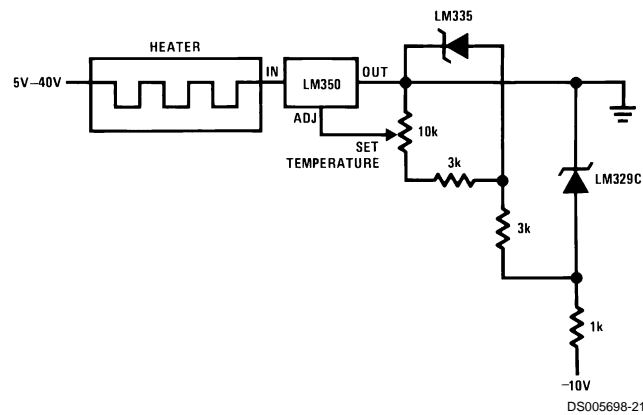 LM335
HEATER
5V–40V
IN
LM350
OUT
ADJ
SET
TEMPERATURE
10k
3k
LM329C
3k
1k
–10V
DS005698-21